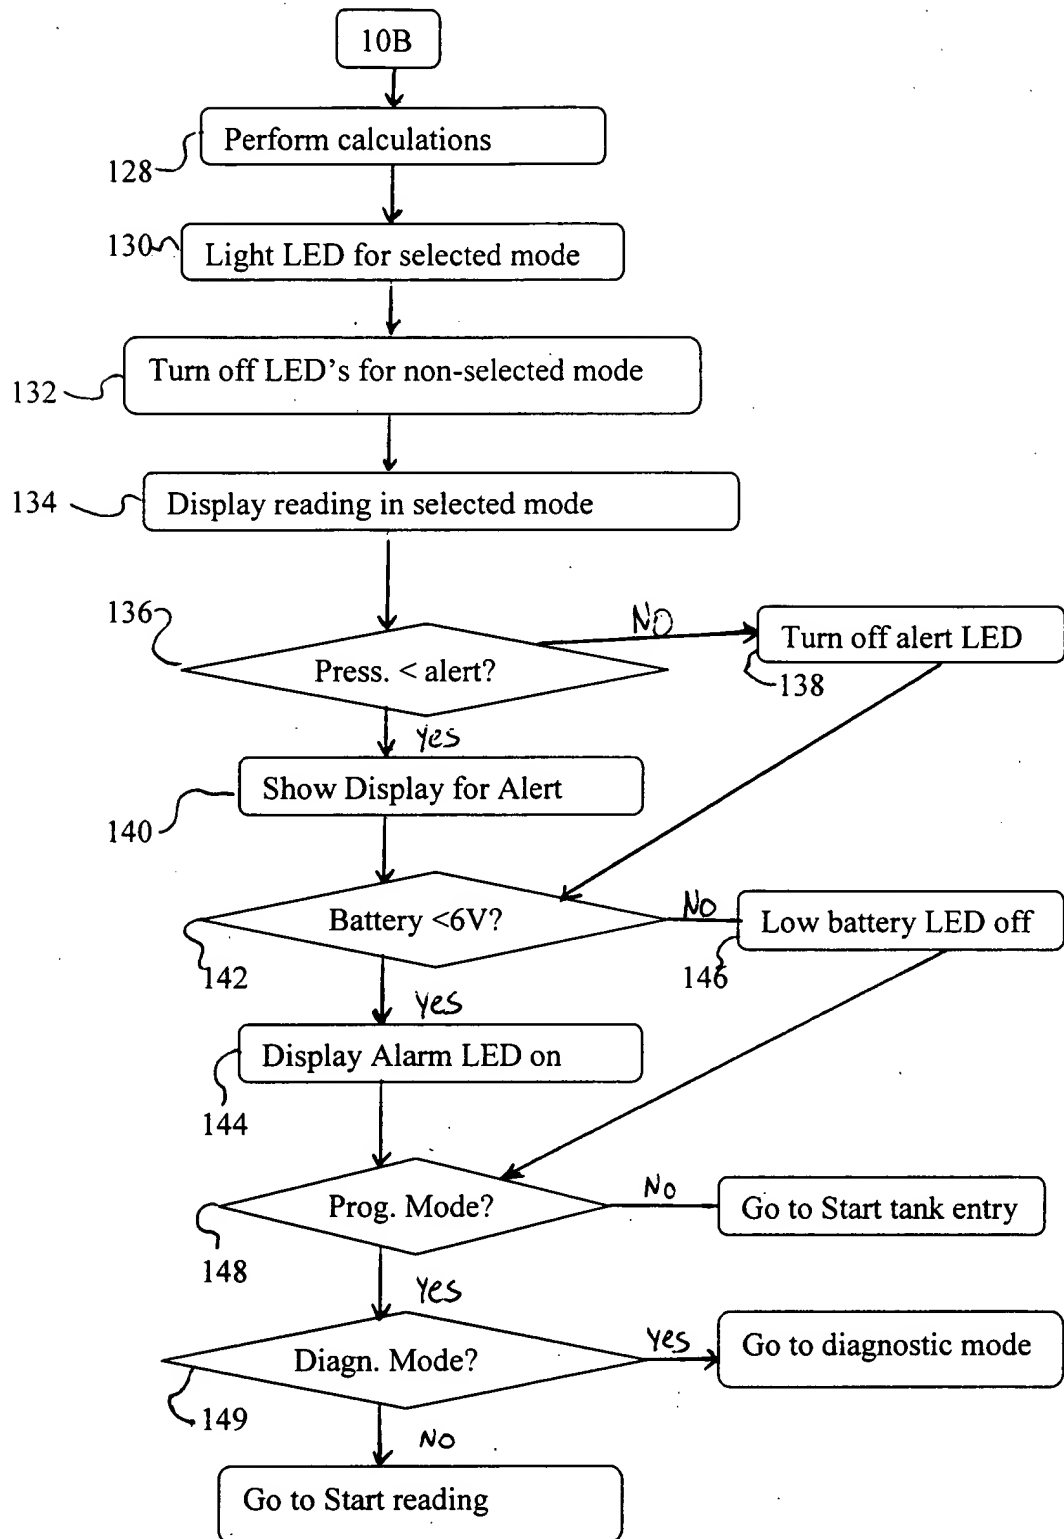 10B
Perform calculations
128
130
Light LED for selected mode
Turn off LED's for non-selected mode
132
Display reading in selected mode
134
136
NO
Press. < alert?
Turn off alert LED
138
Yes
Show Display for Alert
140
Battery <6V?
No
Low battery LED off
142
146
Yes
Display Alarm LED on
144
Prog. Mode?
No
Go to Start tank entry
148
Yes
Diagn. Mode?
Yes
Go to diagnostic mode
149
No
Go to Start reading